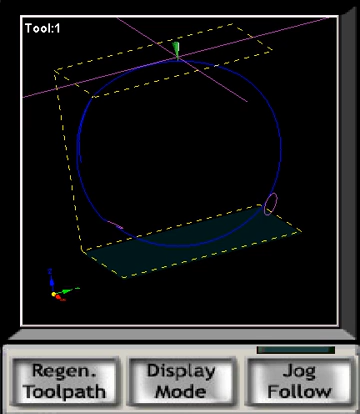 Tool:1
Regen.
Toolpath
Display
Mode
Jog
Follow